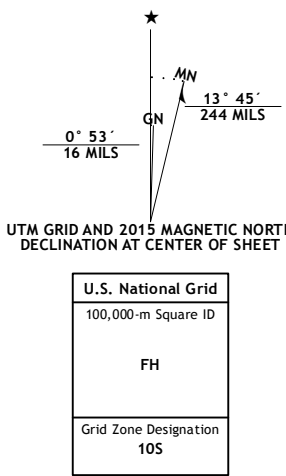 ★
MN
13° 45´
244 MILS
GN
0° 53´
16 MILS
UTM GRID AND 2015 MAGNETIC NORTH
DECLINATION AT CENTER OF SHEET
U.S. National Grid
100,000-m Square ID
FH
Grid Zone Designation
10S